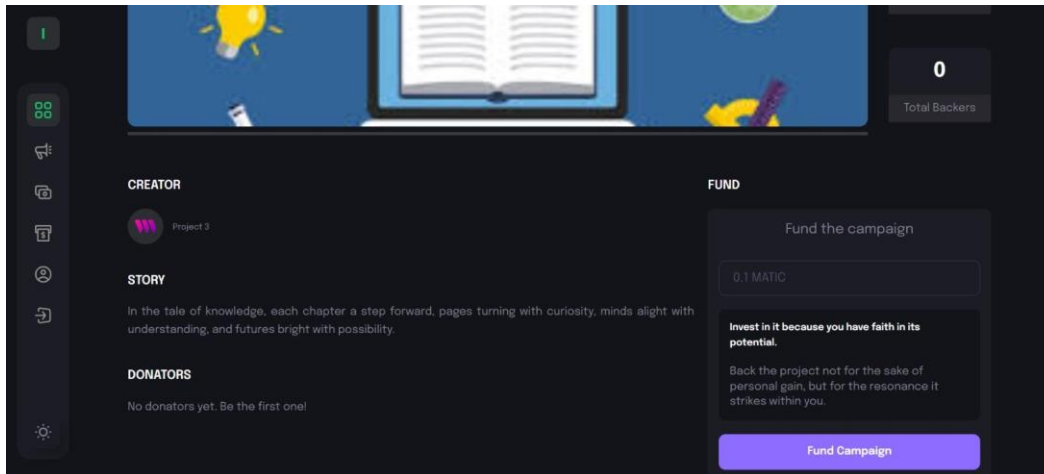 0
Total Backers
CREATOR
Project 3
STORY
In the tale of knowledge, each chapter a step forward, pages turning with curiosity, minds alight with
understanding, and futures bright with possibility.
DONATORS
No donators yet. Be the first one!
FUND
Fund the campaign
0.1 MATIC
Invest in it because you have faith in its
potential.
Back the project not for the sake of
personal gain, but for the resonance it
strikes within you.
Fund Campaign